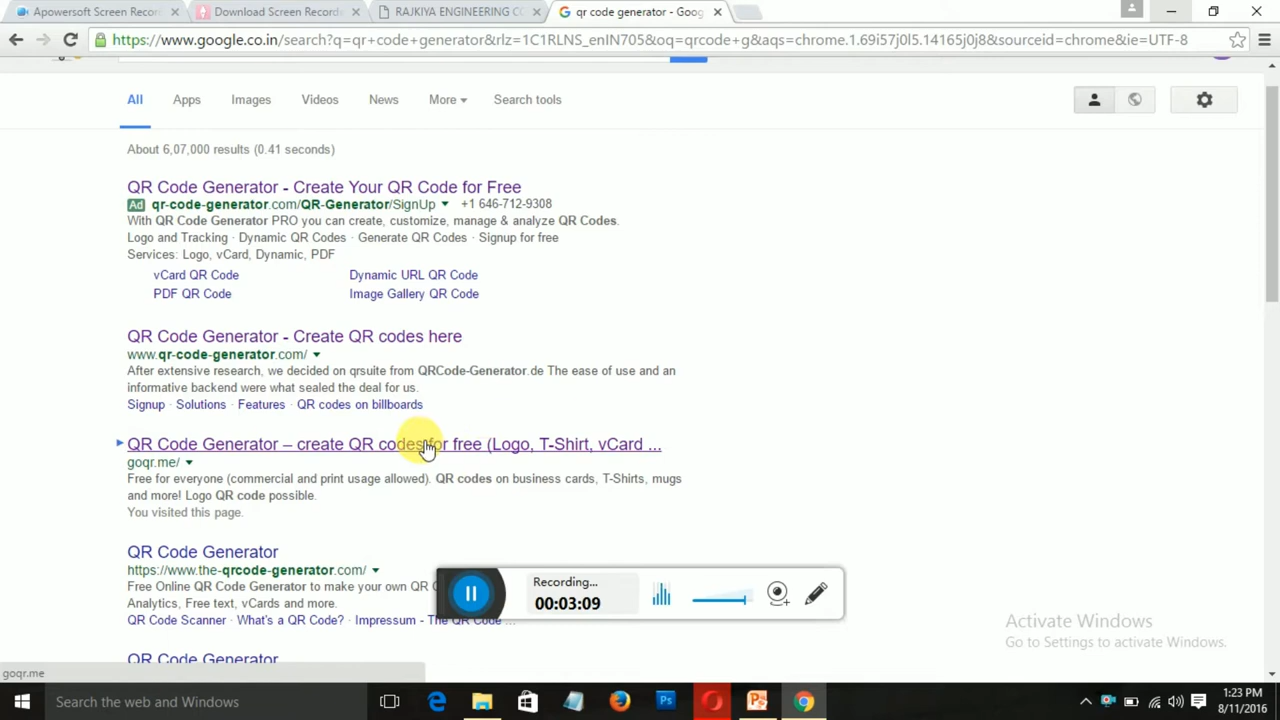 Apowersoft Screen Recor
Download Screen Record
RAJKIYA ENGINEERING CO
qr code generator - Goog
https://www.google.co.in/search?q=qr+code+generator&rlz=1C1RLNS_enIN705&oq=qrcode+g&aqs=chrome.1.69i57j0l5.14165j0j8&sourceid=chrome&ie=UTF-8
All Apps Images Videos News More Search tools
About 6,07,000 results (0.41 seconds)
QR Code Generator - Create Your QR Code for Free
Ad qr-code-generator.com/QR-Generator/SignUp +1 646-712-9308
With QR Code Generator PRO you can create, customize, manage & analyze QR Codes.
Logo and Tracking · Dynamic QR Codes · Generate QR Codes · Signup for free
Services: Logo, vCard, Dynamic, PDF
vCard QR Code Dynamic URL QR Code
PDF QR Code Image Gallery QR Code
QR Code Generator - Create QR codes here
www.qr-code-generator.com/
After extensive research, we decided on qrsuite from QRCode-Generator.de The ease of use and an
informative backend were what sealed the deal for us.
Signup · Solutions · Features · QR codes on billboards
QR Code Generator – create QR codes for free (Logo, T-Shirt, vCard ...
goqr.me/
Free for everyone (commercial and print usage allowed). QR codes on business cards, T-Shirts, mugs
and more! Logo QR code possible.
You visited this page.
QR Code Generator
https://www.the-qrcode-generator.com/
Free Online QR Code Generator to make your own QR C
Analytics, Free text, vCards and more.
QR Code Scanner · What's a QR Code? · Impressum - The QR Code ...
QR Code Generator
Recording...
00:03:09
Activate Windows
Go to Settings to activate Windows.
goqr.me
Search the web and Windows
1:23 PM
8/11/2016